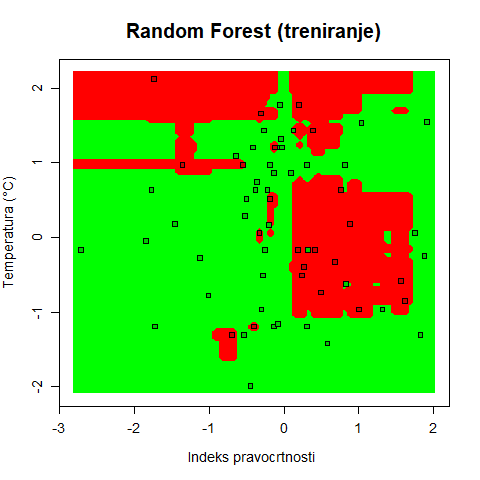 Random Forest (treniranje)
Temperatura (°C)
2
1
0
-1
-2
-3 -2 -1 0 1 2
Indeks pravocrtnosti